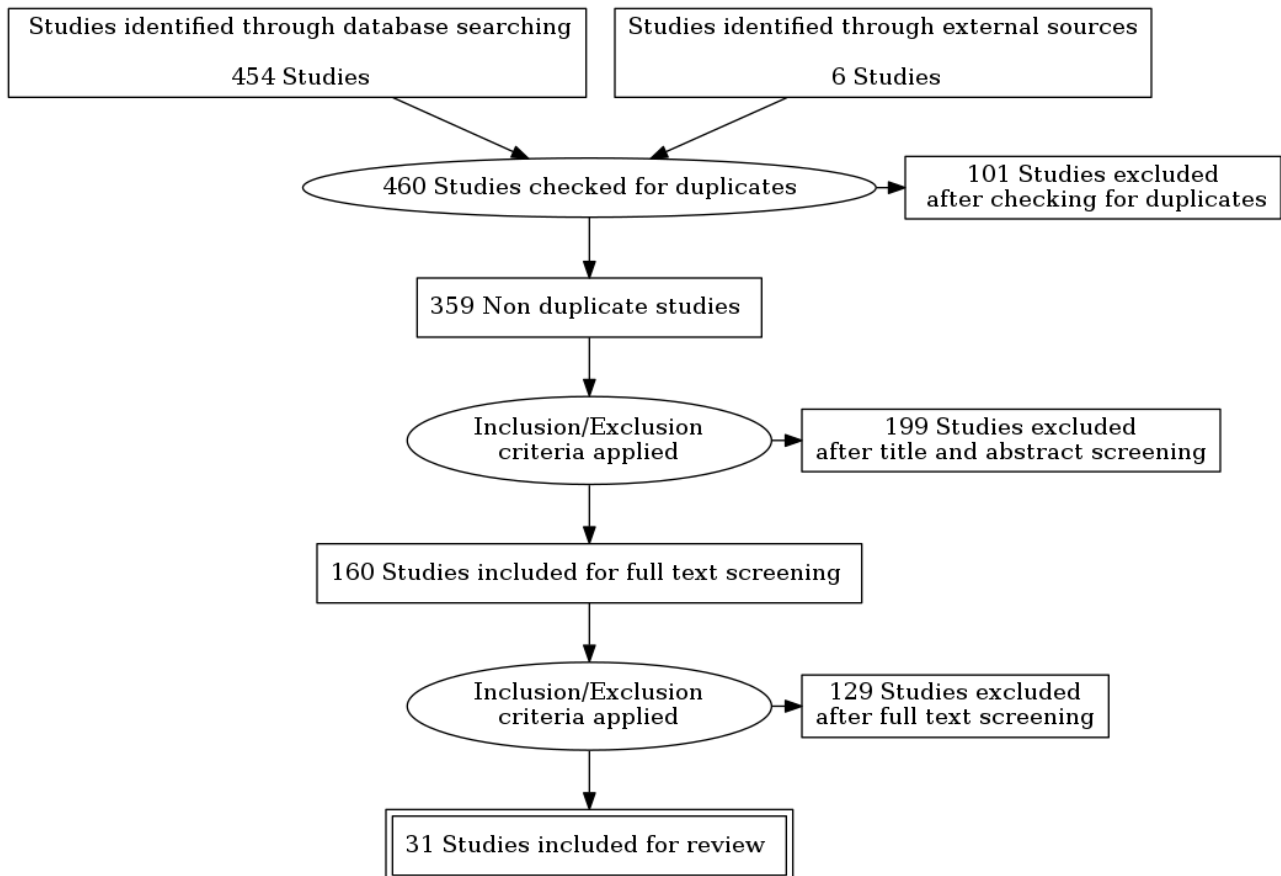 Studies identified through database searching
454 Studies
Studies identified through external sources
6 Studies
460 Studies checked for duplicates
101 Studies excluded
after checking for duplicates
359 Non duplicate studies
Inclusion/Exclusion
criteria applied
199 Studies excluded
after title and abstract screening
160 Studies included for full text screening
Inclusion/Exclusion
criteria applied
129 Studies excluded
after full text screening
31 Studies included for review